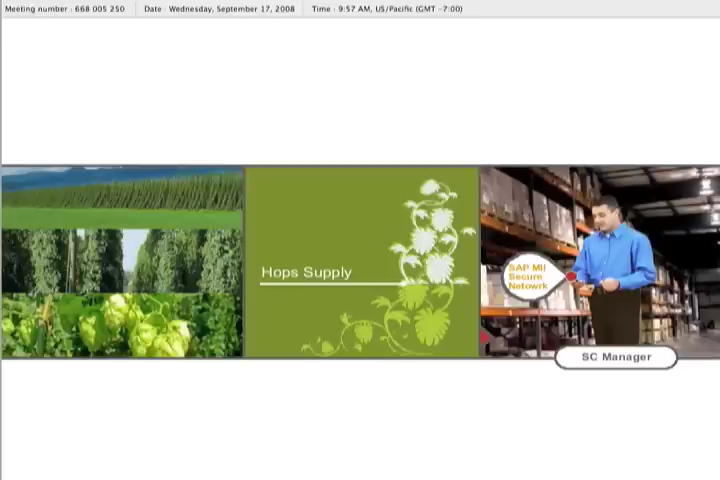 Meeting number : 668 005 250 Date : Wednesday, September 17, 2008 Time : 9:57 AM, US/Pacific (GMT -7:00)
Hops Supply
SAP MII
Secure
Netowrk
SC Manager